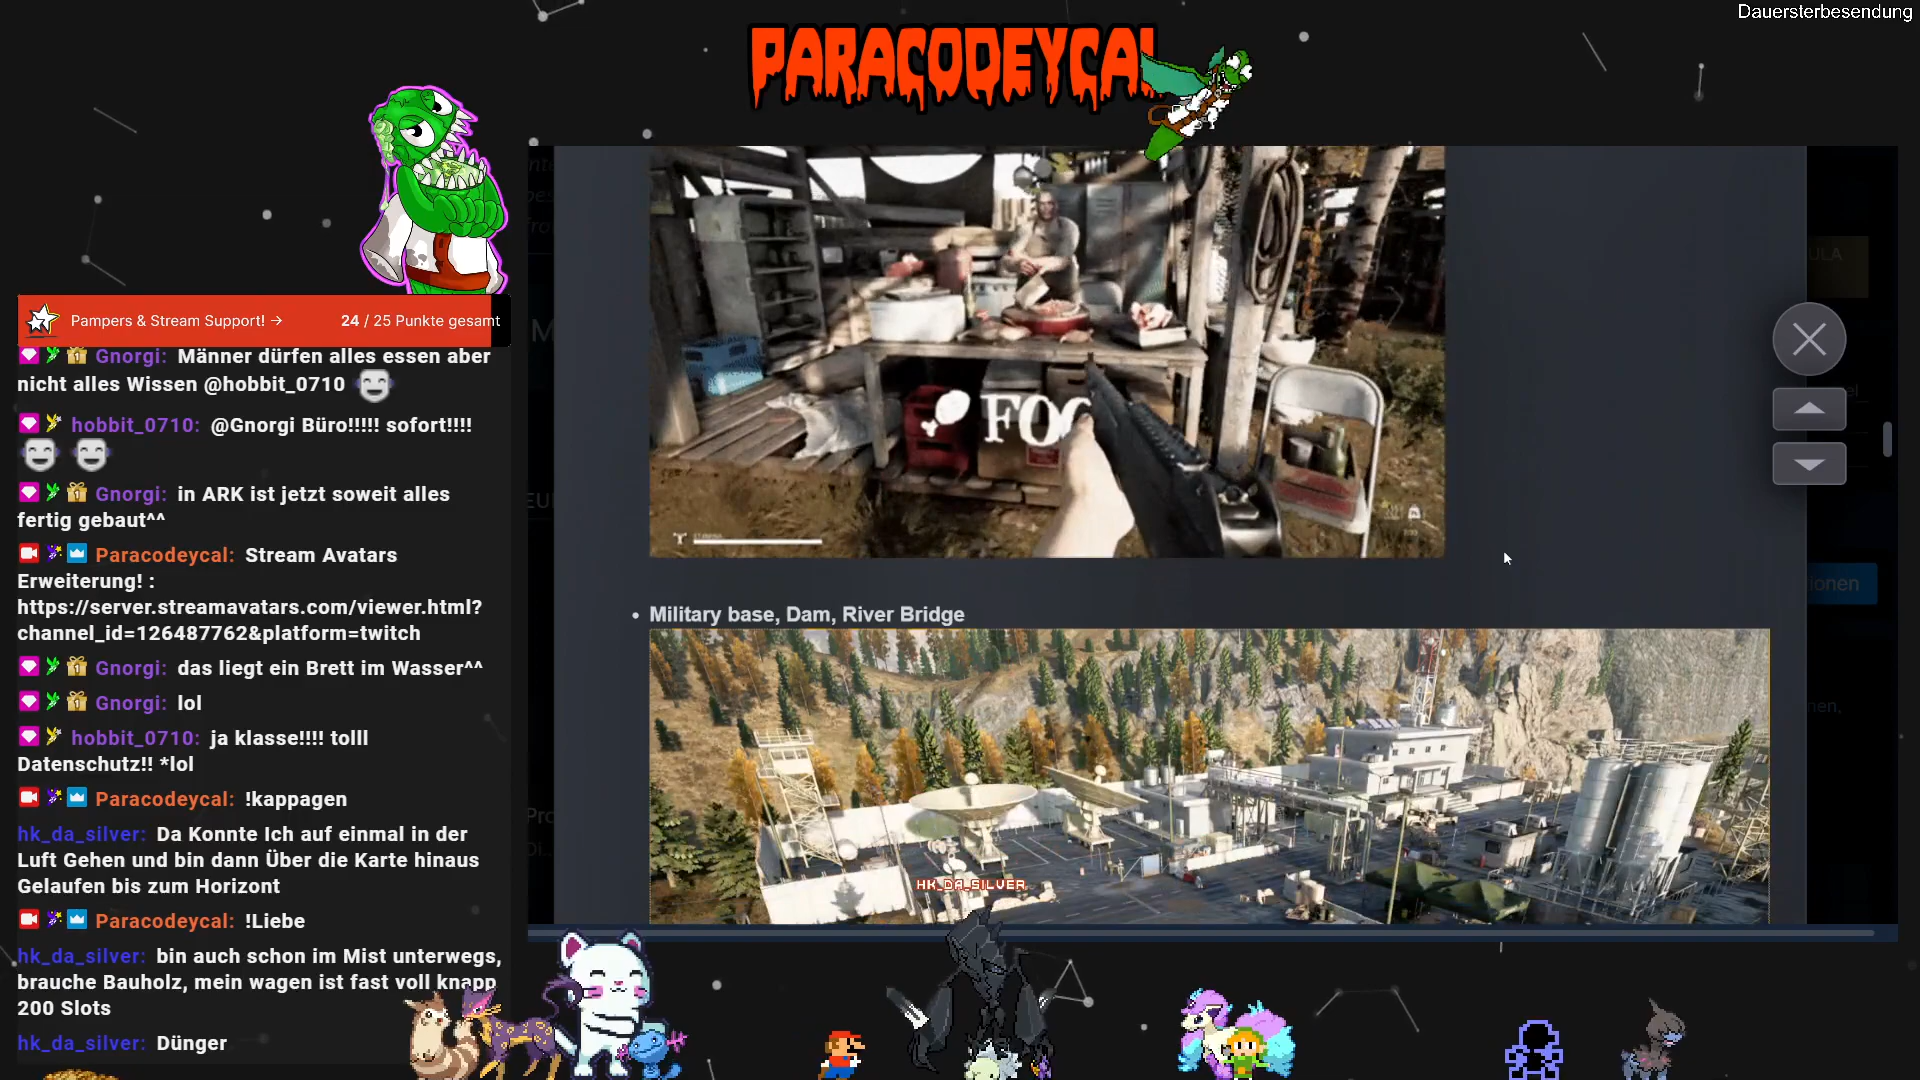 Dauersterbesendung
PARACODEYCAL
Pampers & Stream Support! → 24 / 25 Punkte gesamt
Gnorgi: Männer dürfen alles essen aber
nicht alles Wissen @hobbit_0710
hobbit_0710: @Gnorgi Büro!!!!! sofort!!!!
Gnorgi: in ARK ist jetzt soweit alles
fertig gebaut^^
Paracodeycal: Stream Avatars
Erweiterung! :
https://server.streamavatars.com/viewer.html?
channel_id=126487762&platform=twitch
Gnorgi: das liegt ein Brett im Wasser^^
Gnorgi: lol
hobbit_0710: ja klasse!!!! tolll
Datenschutz!! *lol
Paracodeycal: !kappagen
hk_da_silver: Da Konnte Ich auf einmal in der
Luft Gehen und bin dann Über die Karte hinaus
Gelaufen bis zum Horizont
Paracodeycal: !Liebe
hk_da_silver: bin auch schon im Mist unterwegs,
brauche Bauholz, mein wagen ist fast voll knapp
200 Slots
hk_da_silver: Dünger
FOO
• Military base, Dam, River Bridge
HK_DA_SILVER
ULA
ionen
nen,